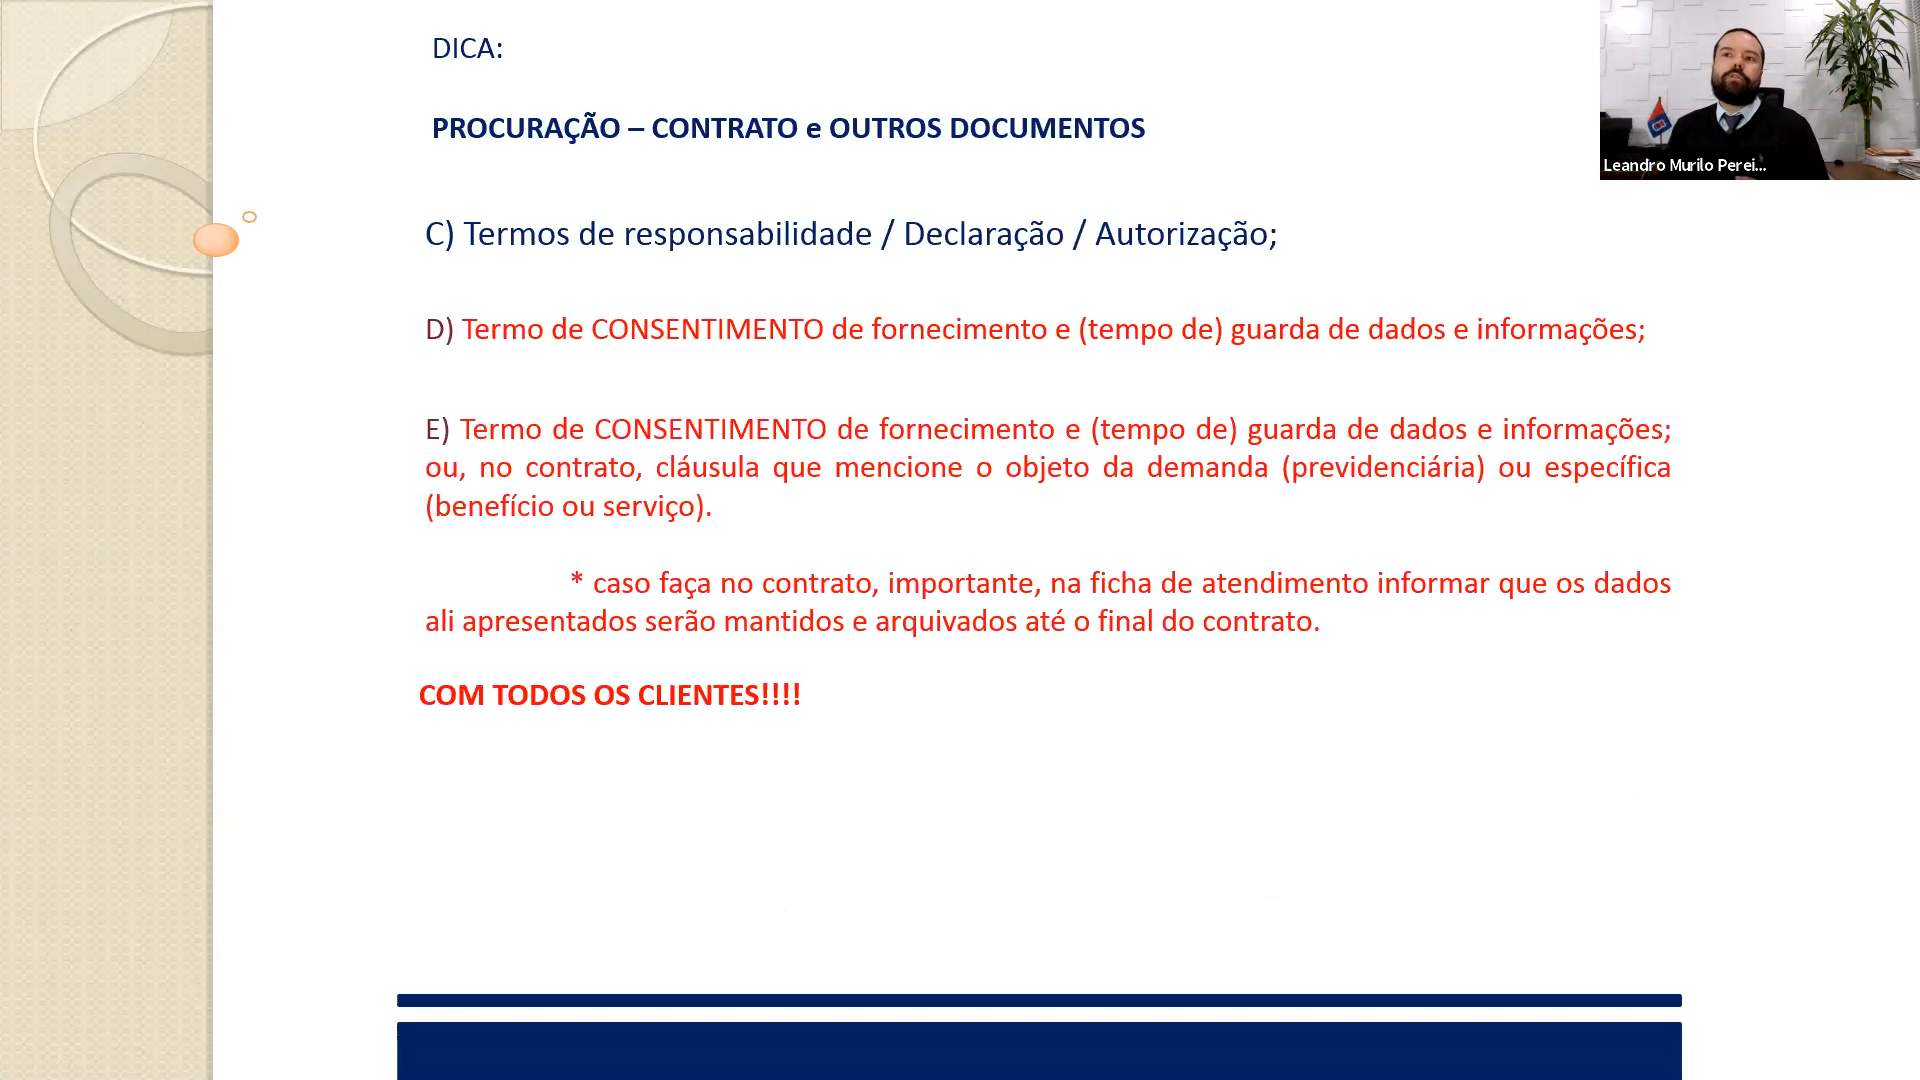 DICA:
PROCURAÇÃO – CONTRATO e OUTROS DOCUMENTOS
Leandro Murilo Perei...
C) Termos de responsabilidade / Declaração / Autorização;
D) Termo de CONSENTIMENTO de fornecimento e (tempo de) guarda de dados e informações;
E) Termo de CONSENTIMENTO de fornecimento e (tempo de) guarda de dados e informações;
ou, no contrato, cláusula que mencione o objeto da demanda (previdenciária) ou específica
(benefício ou serviço).
* caso faça no contrato, importante, na ficha de atendimento informar que os dados
ali apresentados serão mantidos e arquivados até o final do contrato.
COM TODOS OS CLIENTES!!!!